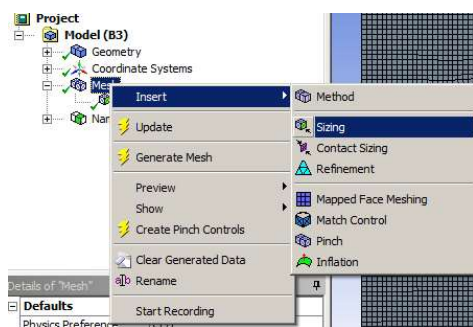 Project
Model (B3)
Geometry
Coordinate Systems
Mesh
Insert
Update
Generate Mesh
Preview
Show
Create Pinch Controls
Clear Generated Data
Rename
Start Recording
Method
Sizing
Contact Sizing
Refinement
Mapped Face Meshing
Match Control
Pinch
Inflation
Details of "Mesh"
Defaults
Physics Preference